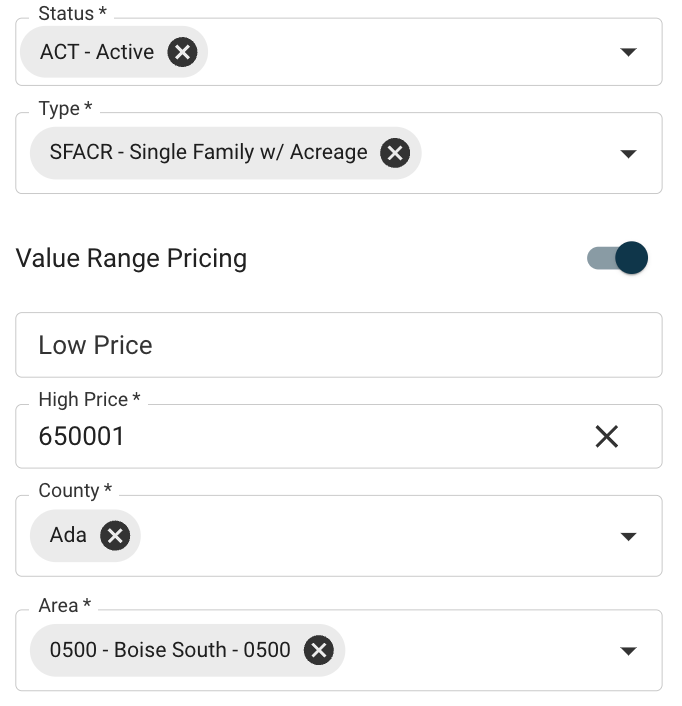 Status *
ACT - Active
Type *
SFACR - Single Family w/ Acreage
Value Range Pricing
Low Price
High Price *
650001
County *
Ada
Area *
0500 - Boise South - 0500